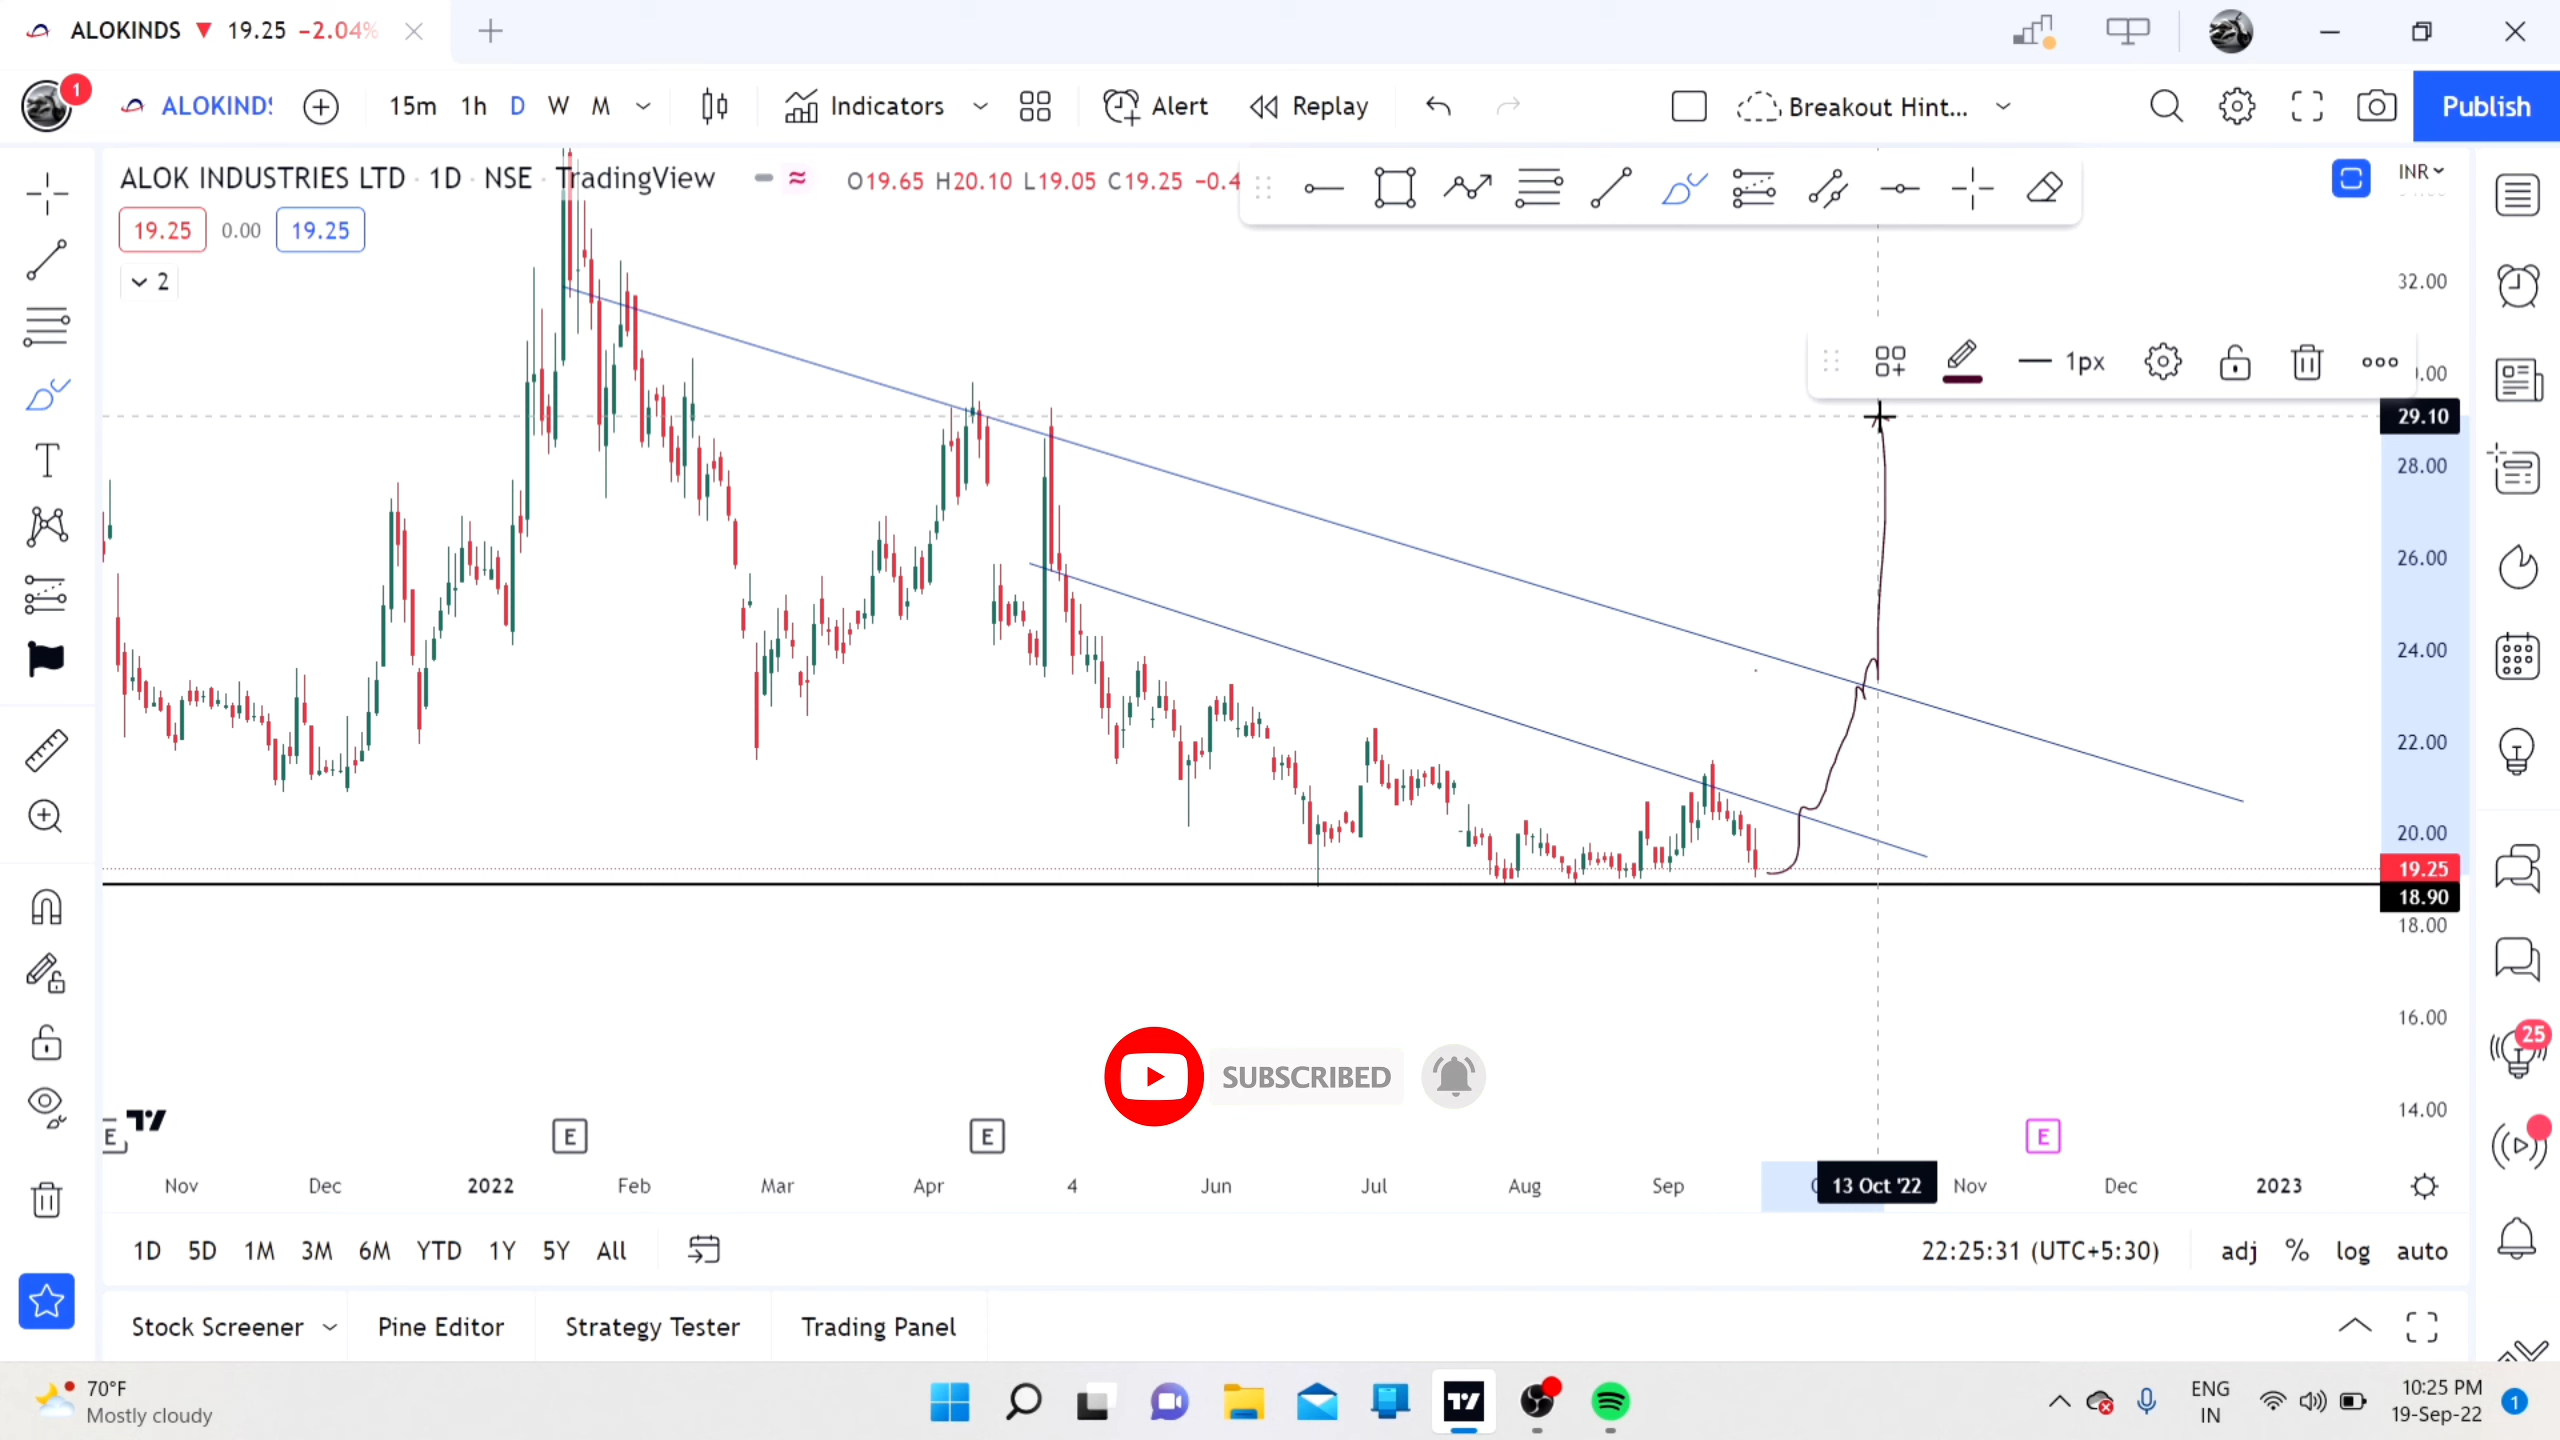 ALOKINDS ▼ 19.25 −2.04%
1
ALOKINDS 15m 1h D W M Indicators Alert Replay Breakout Hint... Publish
ALOK INDUSTRIES LTD · 1D · NSE · TradingView O19.65 H20.10 L19.05 C19.25 −0.4
INR
19.25 0.00 19.25
2
32.00
1px
29.10
28.00
26.00
24.00
22.00
20.00
19.25
18.90
18.00
16.00
14.00
SUBSCRIBED
25
E E E E
Nov Dec 2022 Feb Mar Apr 4 Jun Jul Aug Sep 13 Oct '22 Nov Dec 2023
1D 5D 1M 3M 6M YTD 1Y 5Y All 22:25:31 (UTC+5:30) adj % log auto
Stock Screener Pine Editor Strategy Tester Trading Panel
70°F
Mostly cloudy
ENG
IN
10:25 PM
19-Sep-22
1